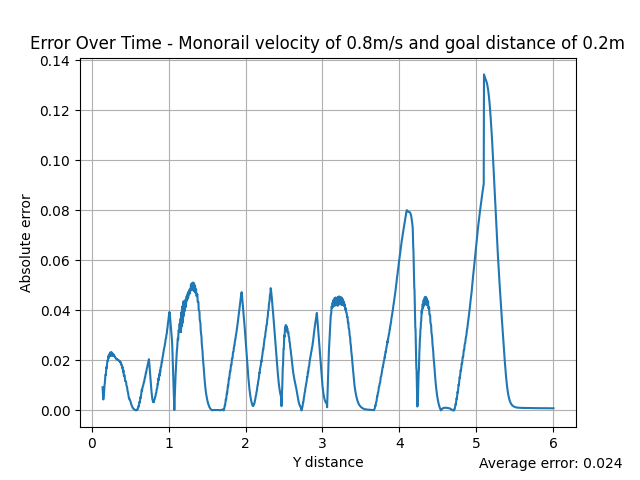 Error Over Time - Monorail velocity of 0.8m/s and goal distance of 0.2m
0.14
0.12
0.10
0.08
0.06
0.04
0.02
0.00
Absolute error
0 1 2 3 4 5 6
Y distance
Average error: 0.024